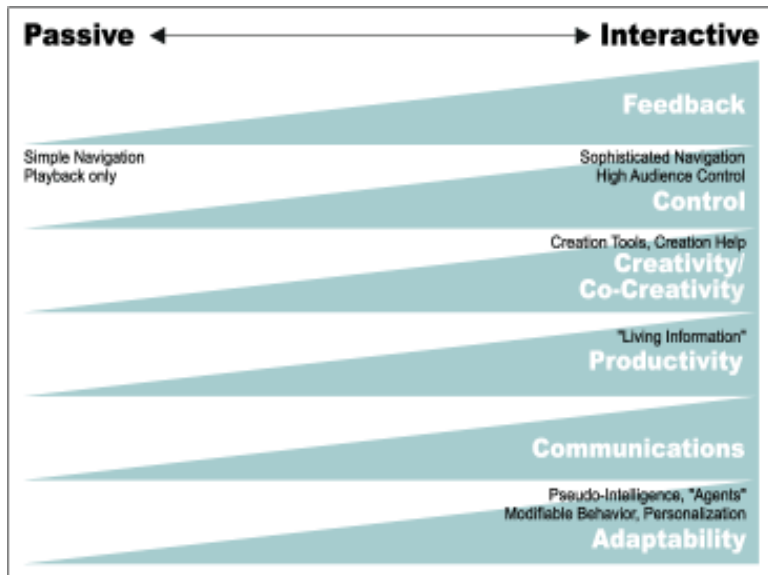 Passive Interactive
Feedback
Simple Navigation Sophisticated Navigation
Playback only High Audience Control
Control
Creation Tools, Creation Help
Creativity/
Co-Creativity
"Living Information"
Productivity
Communications
Pseudo-Intelligence, "Agents"
Modifiable Behavior, Personalization
Adaptability